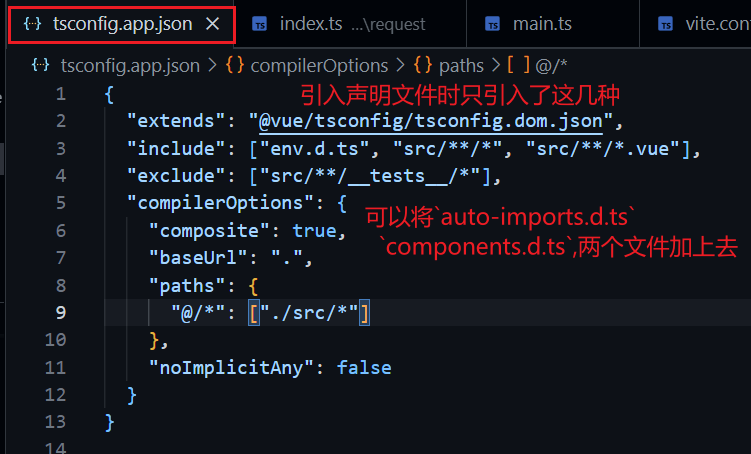 tsconfig.app.json
TS index.ts ...\request
TS main.ts
TS vite.con
tsconfig.app.json > {} compilerOptions > {} paths > [ ] @/*
引入声明文件时只引入了这几种
1 {
2 "extends": "@vue/tsconfig/tsconfig.dom.json",
3 "include": ["env.d.ts", "src/**/*", "src/**/*.vue"],
4 "exclude": ["src/**/__tests__/*"],
5 "compilerOptions": {
可以将`auto-imports.d.ts`
6 "composite": true,
`components.d.ts`,两个文件加上去
7 "baseUrl": ".",
8 "paths": {
9 "@/*": ["./src/*"]
10 },
11 "noImplicitAny": false
12 }
13 }
14